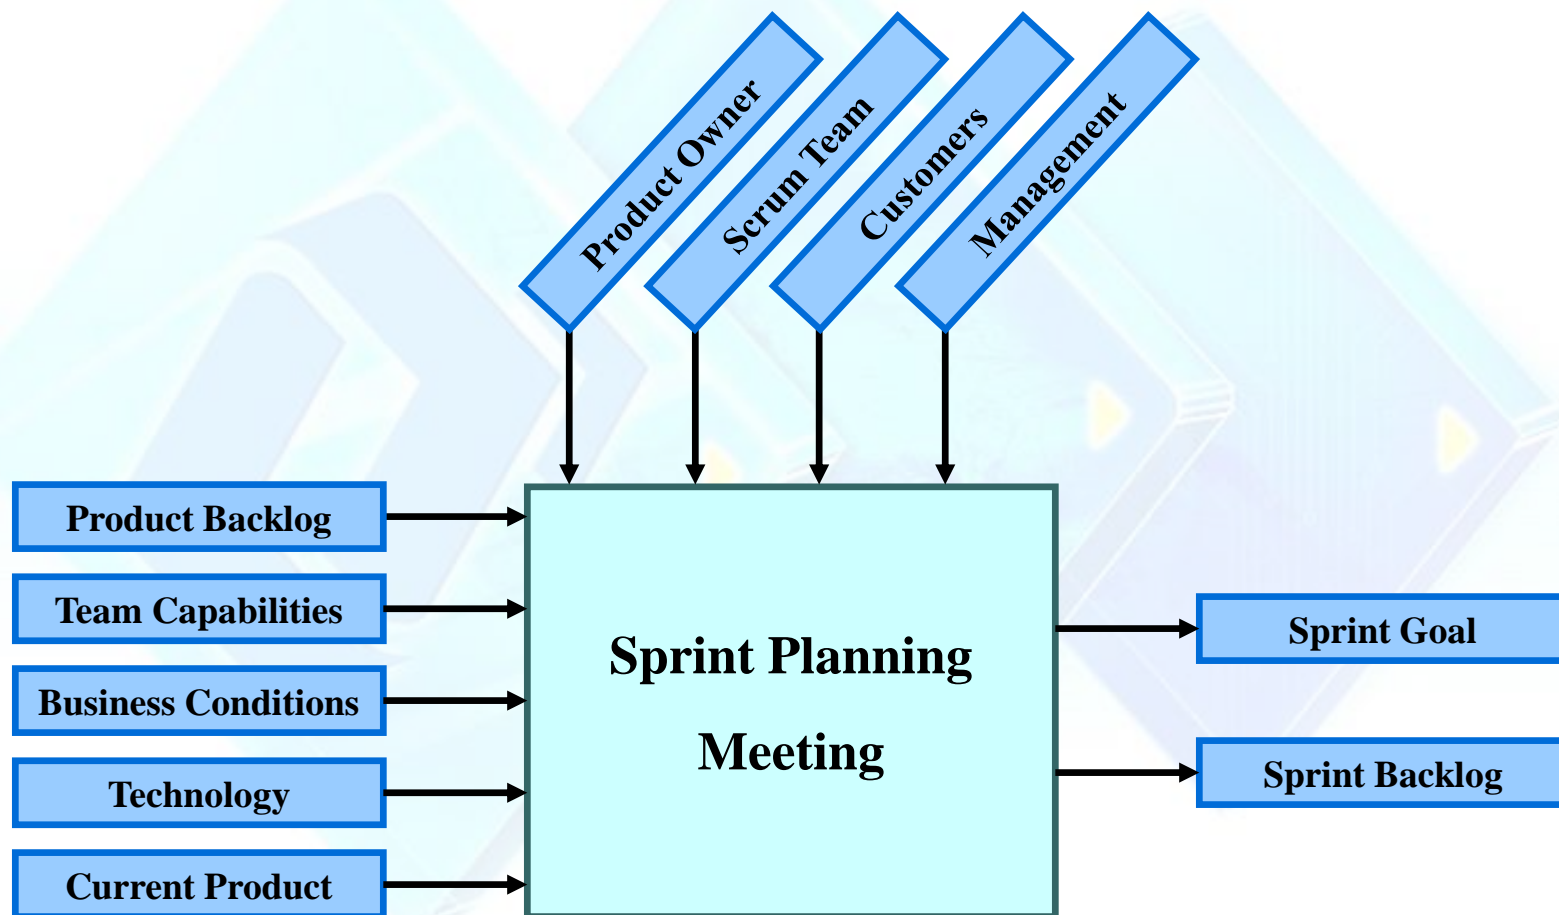 Product Owner
Scrum Team
Customers
Management
Product Backlog
Team Capabilities
Business Conditions
Technology
Current Product
Sprint Planning
Meeting
Sprint Goal
Sprint Backlog